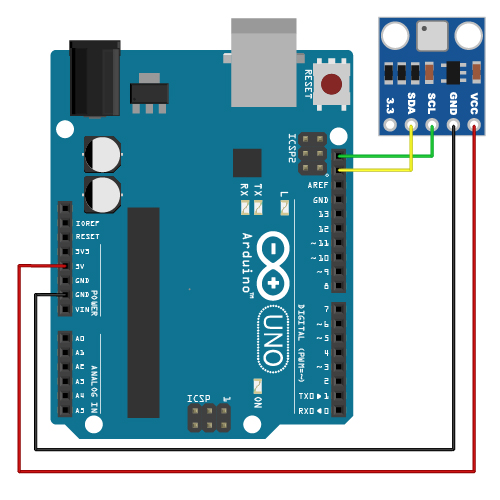 3.3
SDA
SCL
GND
VCC
RESET
ICSP2
AREF
GND
13
12
~11
~10
~9
8
RX
TX
L
IOREF
RESET
3V3
5V
GND
GND
VIN
POWER
Arduino™
UNO
DIGITAL (PWM=~)
7
~6
~5
4
~3
2
TXO▶1
RXO◀0
A0
A1
A2
A3
A4
A5
ANALOG IN
ICSP
1
ON